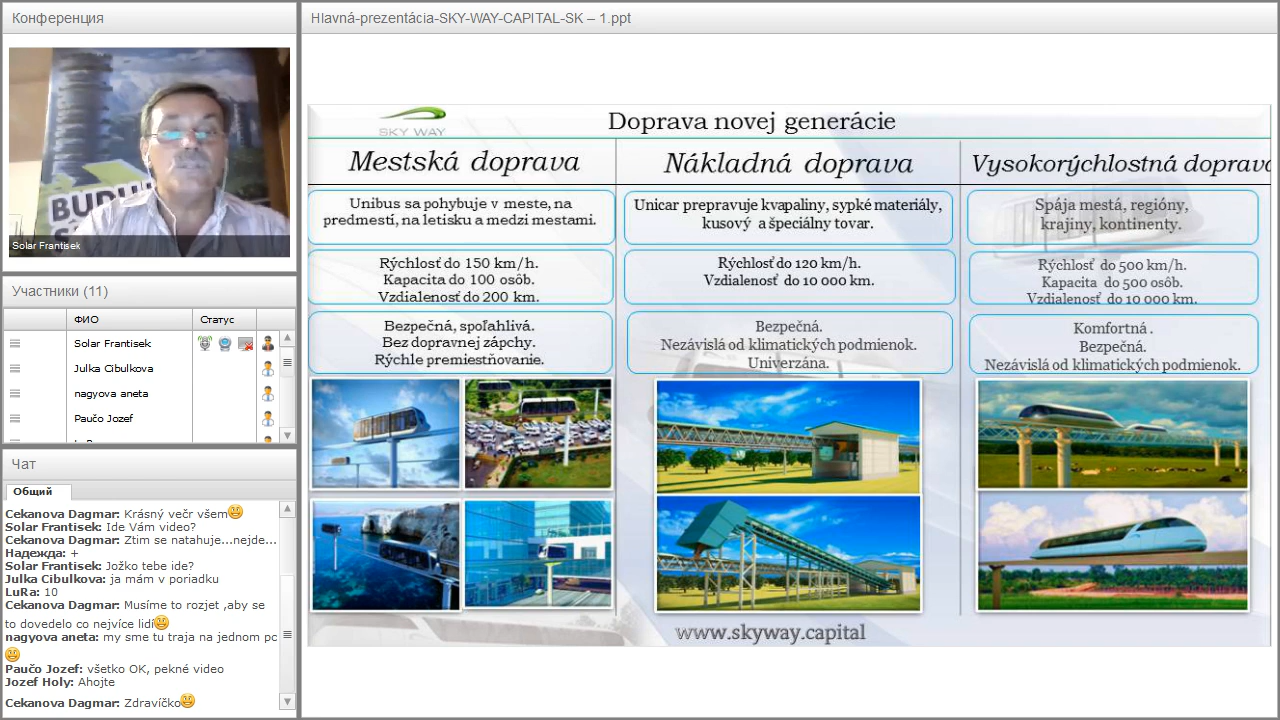 Конференция
BUDUJ
Solar Frantisek
Участники (11)
ФИО
Статус
Solar Frantisek
Julka Cibulkova
nagyova aneta
Paučo Jozef
Чат
Общий
Cekanova Dagmar: Krásný večr všem
Solar Frantisek: Ide Vám video?
Cekanova Dagmar: Ztim se natahuje...nejde...
Надежда: +
Solar Frantisek: Jožko tebe ide?
Julka Cibulkova: ja mám v poriadku
LuRa: 10
Cekanova Dagmar: Musíme to rozjet ,aby se
to dovedelo co nejvíce lidí
nagyova aneta: my sme tu traja na jednom pc
Paučo Jozef: všetko OK, pekné video
Jozef Holy: Ahojte
Cekanova Dagmar: Zdravíčko
Hlavná-prezentácia-SKY-WAY-CAPITAL-SK – 1.ppt
SKY WAY
Doprava novej generácie
Mestská doprava
Unibus sa pohybuje v meste, na
predmestí, na letisku a medzi mestami.
Rýchlosť do 150 km/h.
Kapacita do 100 osôb.
Vzdialenosť do 200 km.
Bezpečná, spoľahlivá.
Bez dopravnej zápchy.
Rýchle premiestňovanie.
Nákladná doprava
Unicar prepravuje kvapaliny, sypké materiály,
kusový a špeciálny tovar.
Rýchlosť do 120 km/h.
Vzdialenosť do 10 000 km.
Bezpečná.
Nezávislá od klimatických podmienok.
Univerzána.
Vysokorýchlostná doprava
Spája mestá, regióny,
krajiny, kontinenty.
Rýchlosť do 500 km/h.
Kapacita do 500 osôb.
Vzdialenosť do 10 000 km.
Komfortná .
Bezpečná.
Nezávislá od klimatických podmienok.
www.skyway.capital